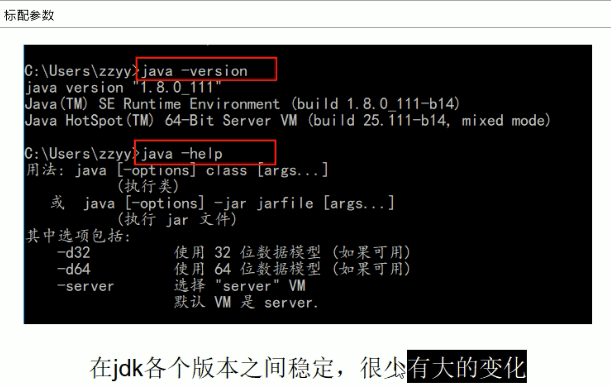 标配参数
C:\Users\zzyy>java -version
java version "1.8.0_111"
Java(TM) SE Runtime Environment (build 1.8.0_111-b14)
Java HotSpot(TM) 64-Bit Server VM (build 25.111-b14, mixed mode)
C:\Users\zzyy>java -help
用法: java [-options] class [args...]
(执行类)
或  java [-options] -jar jarfile [args...]
(执行 jar 文件)
其中选项包括:
-d32 使用 32 位数据模型 (如果可用)
-d64 使用 64 位数据模型 (如果可用)
-server 选择 "server" VM
默认 VM 是 server.
在jdk各个版本之间稳定，很少有大的变化